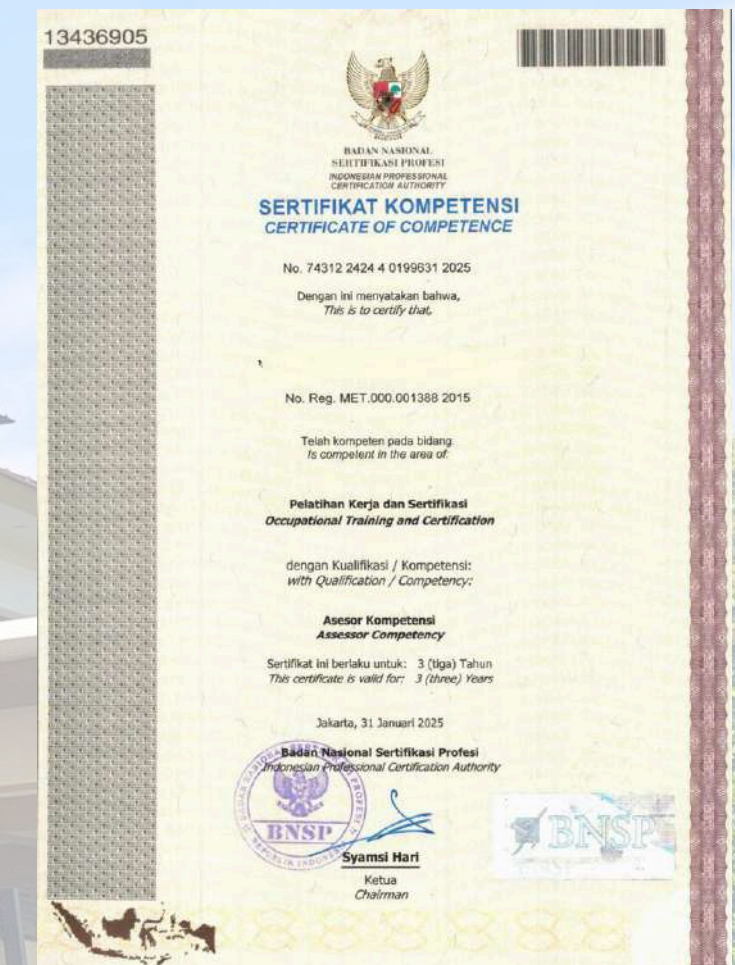 13436905
BADAN NASIONAL
SERTIFIKASI PROFESI
INDONESIAN PROFESSIONAL
CERTIFICATION AUTHORITY
SERTIFIKAT KOMPETENSI
CERTIFICATE OF COMPETENCE
No. 74312 2424 4 0199631 2025
Dengan ini menyatakan bahwa,
This is to certify that,
No. Reg. MET.000.001388 2015
Telah kompeten pada bidang:
Is competent in the area of:
Pelatihan Kerja dan Sertifikasi
Occupational Training and Certification
dengan Kualifikasi / Kompetensi:
with Qualification / Competency:
Asesor Kompetensi
Assessor Competency
Sertifikat ini berlaku untuk: 3 (tiga) Tahun
This certificate is valid for: 3 (three) Years
Jakarta, 31 Januari 2025
Badan Nasional Sertifikasi Profesi
Indonesian Professional Certification Authority
BNSP
BNSP
Syamsi Hari
Ketua
Chairman